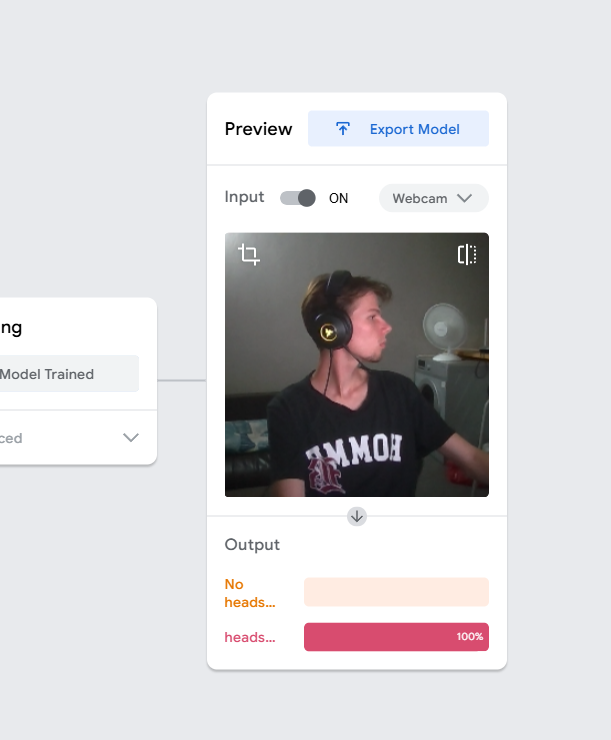 Preview
Export Model
Input
ON
Webcam
ng
Model Trained
ced
HOMME
Output
No
heads...
heads...
100%